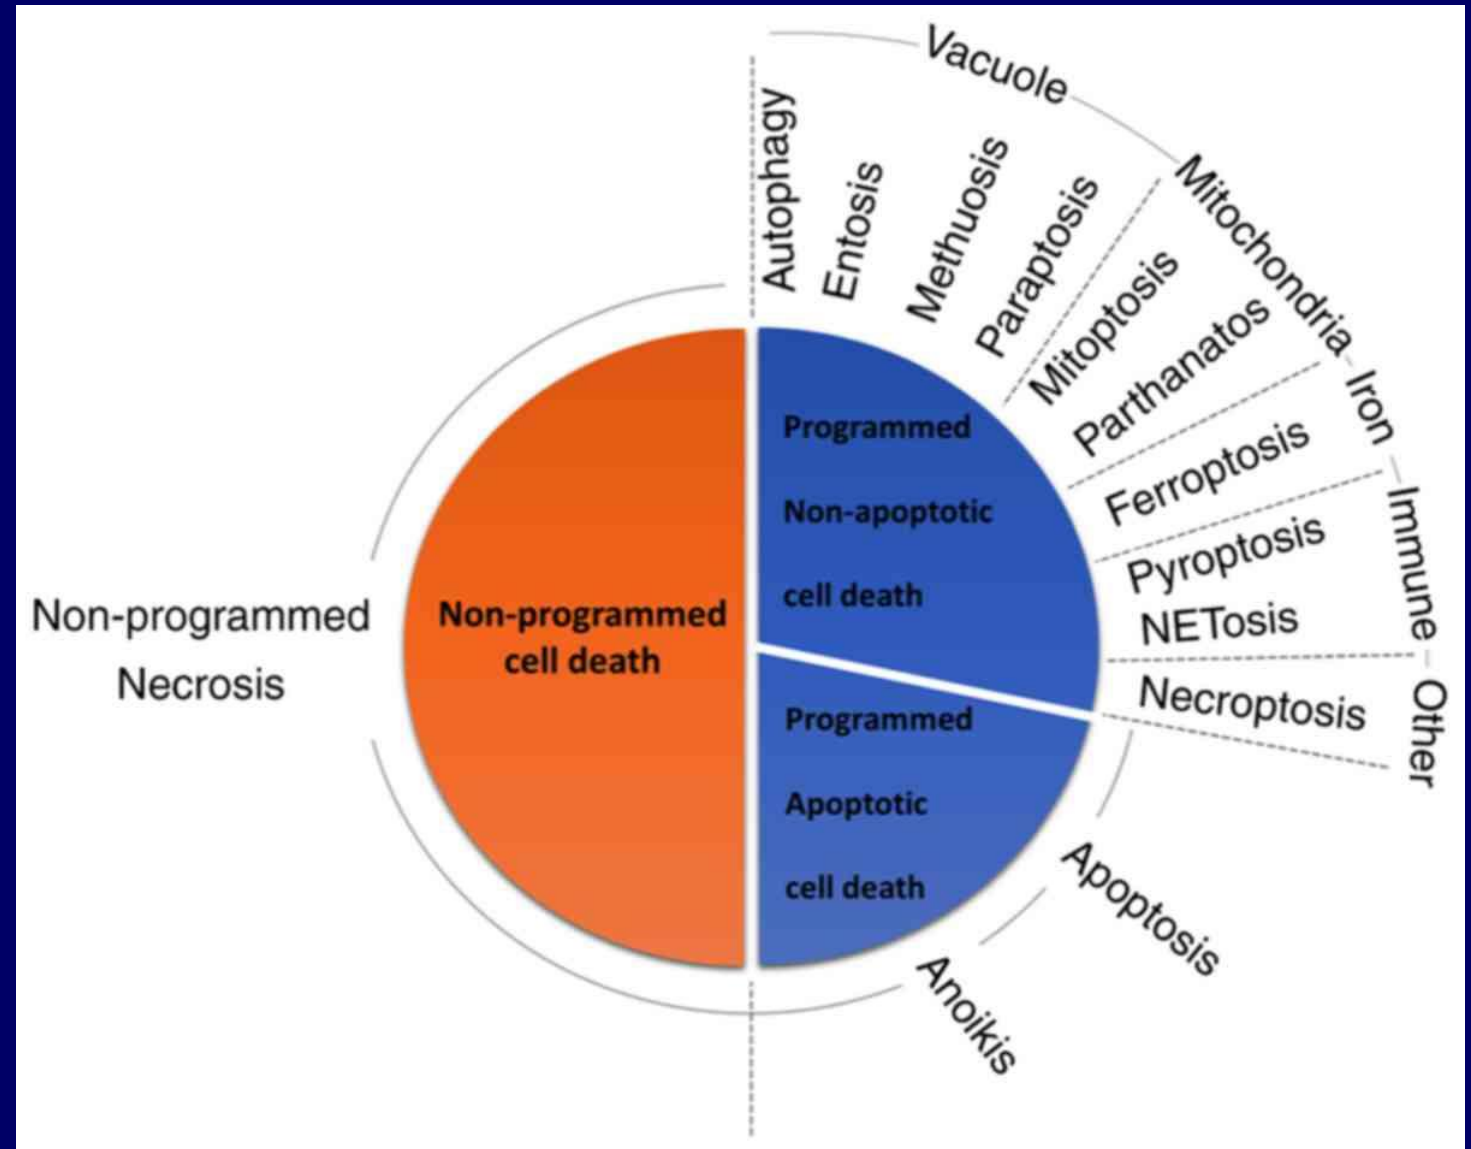 Vacuole
Autophagy
Entosis
Methuosis
Paraptosis
Mitochondria
Mitoptosis
Parthanatos
Iron
Ferroptosis
Immune
Pyroptosis
NETosis
Other
Necroptosis
Programmed
Non-apoptotic
cell death
Non-programmed
Necrosis
Non-programmed
cell death
Programmed
Apoptotic
cell death
Apoptosis
Anoikis